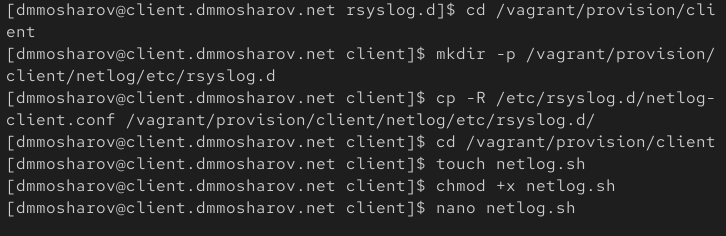 [dmmosharov@client.dmmosharov.net rsyslog.d]$ cd /vagrant/provision/cli
ent
[dmmosharov@client.dmmosharov.net client]$ mkdir -p /vagrant/provision/
client/netlog/etc/rsyslog.d
[dmmosharov@client.dmmosharov.net client]$ cp -R /etc/rsyslog.d/netlog-
client.conf /vagrant/provision/client/netlog/etc/rsyslog.d/
[dmmosharov@client.dmmosharov.net client]$ cd /vagrant/provision/client
[dmmosharov@client.dmmosharov.net client]$ touch netlog.sh
[dmmosharov@client.dmmosharov.net client]$ chmod +x netlog.sh
[dmmosharov@client.dmmosharov.net client]$ nano netlog.sh